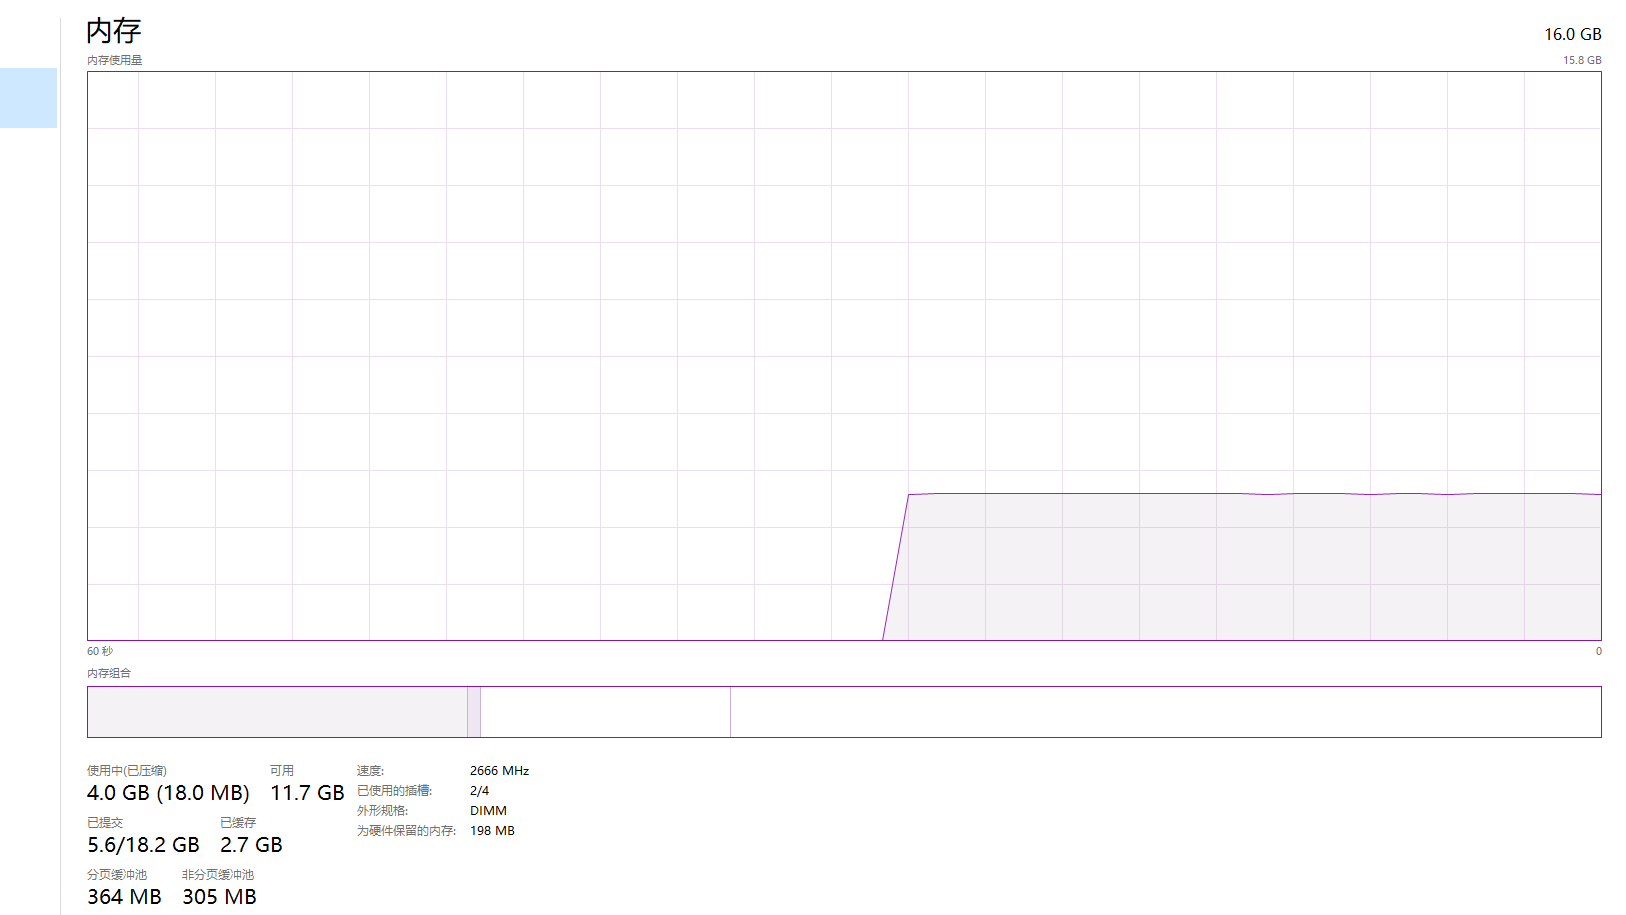 内存
16.0 GB
内存使用量
15.8 GB
60 秒
0
内存组合
使用中(已压缩)
可用
4.0 GB (18.0 MB)
11.7 GB
已提交
已缓存
5.6/18.2 GB
2.7 GB
分页缓冲池
非分页缓冲池
364 MB
305 MB
速度:
2666 MHz
已使用的插槽:
2/4
外形规格:
DIMM
为硬件保留的内存:
198 MB